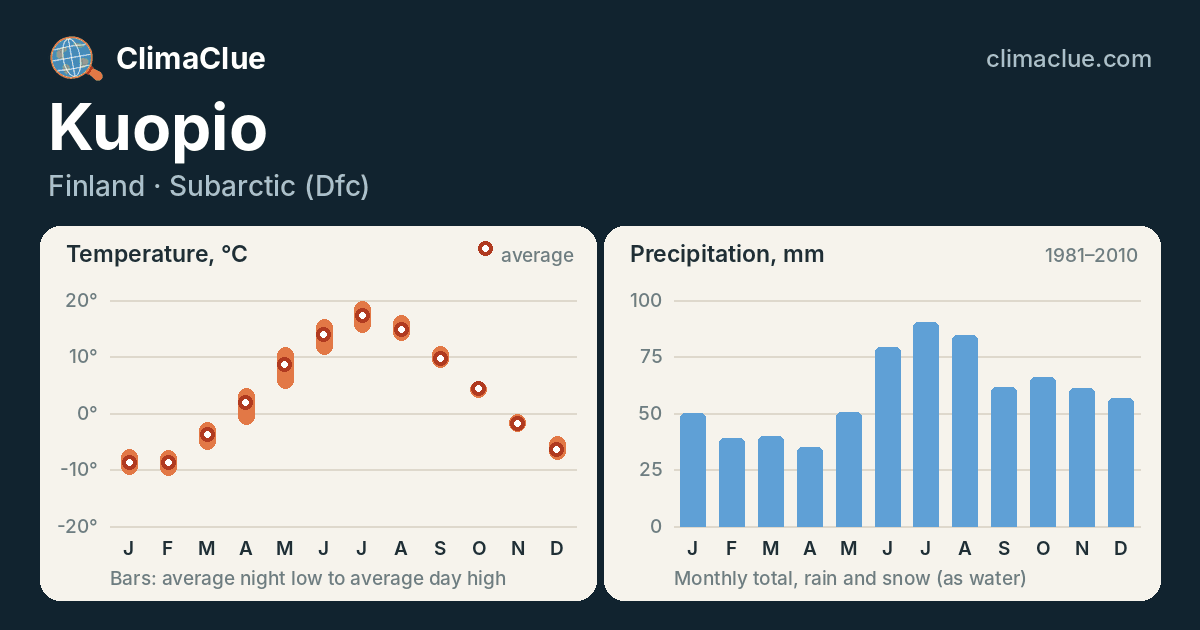 ClimaClue
climaclue.com
Kuopio
Finland · Subarctic (Dfc)
Temperature, °C
average
20°
10°
0°
-10°
-20°
J F M A M J J A S O N D
Bars: average night low to average day high
Precipitation, mm
1981–2010
100
75
50
25
0
J F M A M J J A S O N D
Monthly total, rain and snow (as water)